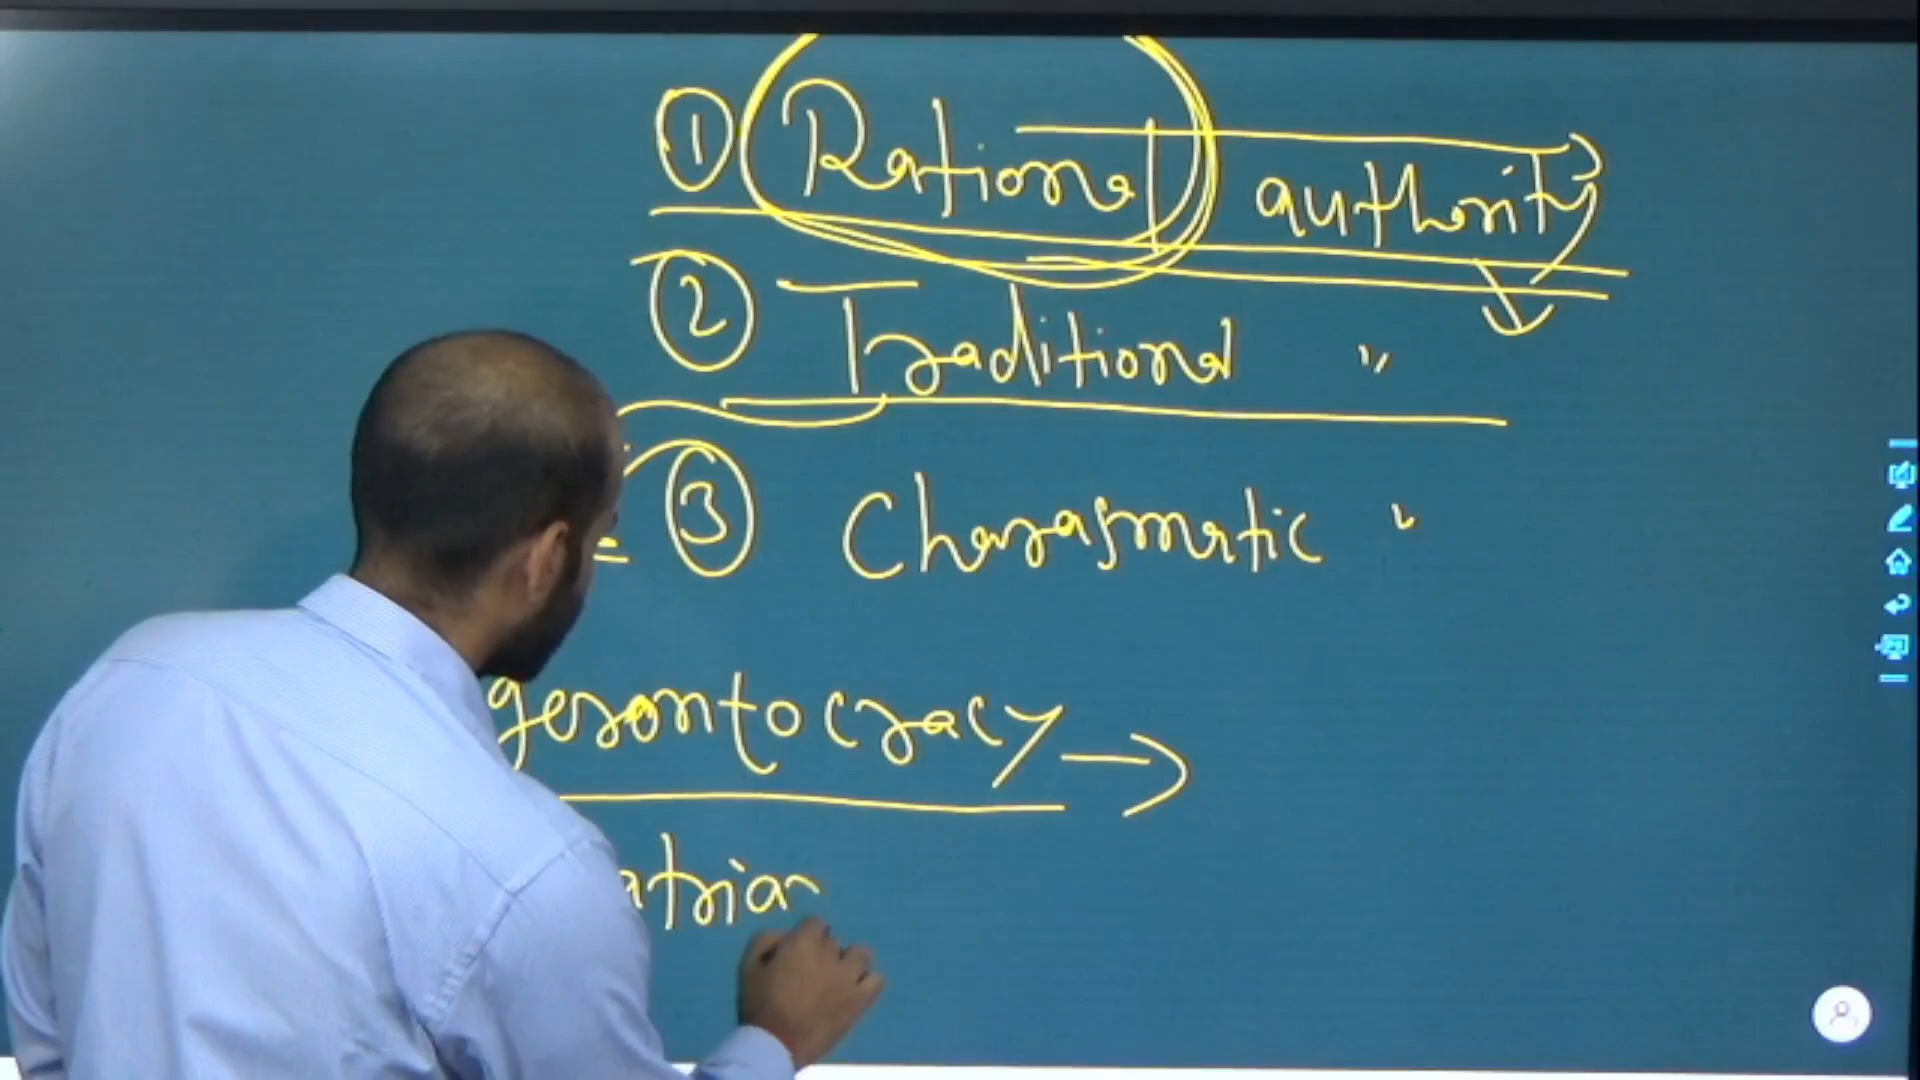 ① Rational authority
② Traditional "
= ③ Charasmatic "
gerontocracy →
atriar